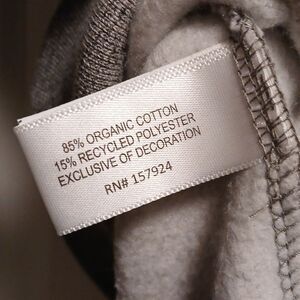 85% ORGANIC COTTON
15% RECYCLED POLYESTER
EXCLUSIVE OF DECORATION
RN# 157924